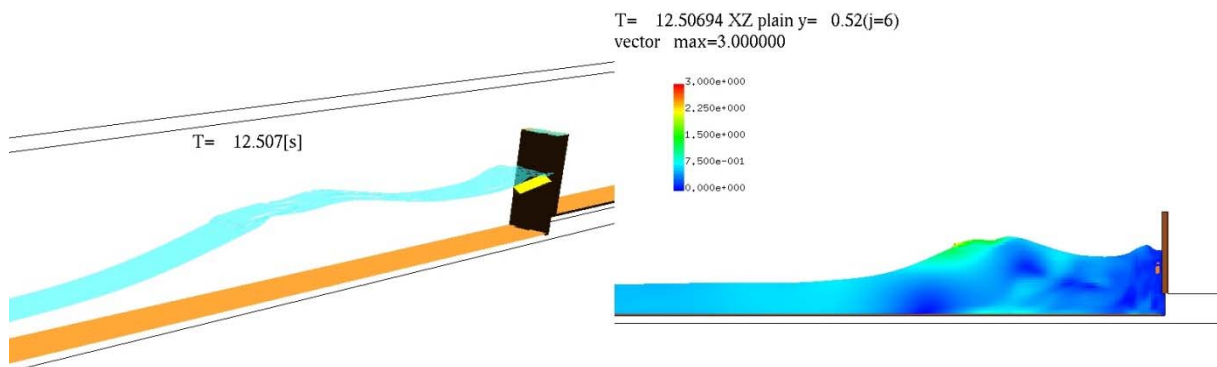 T= 12.507[s]
T= 12.50694 XZ plain y= 0.52(j=6)
vector max=3.000000
3.000e+000
2.250e+000
1.500e+000
7.500e-001
0.000e+000